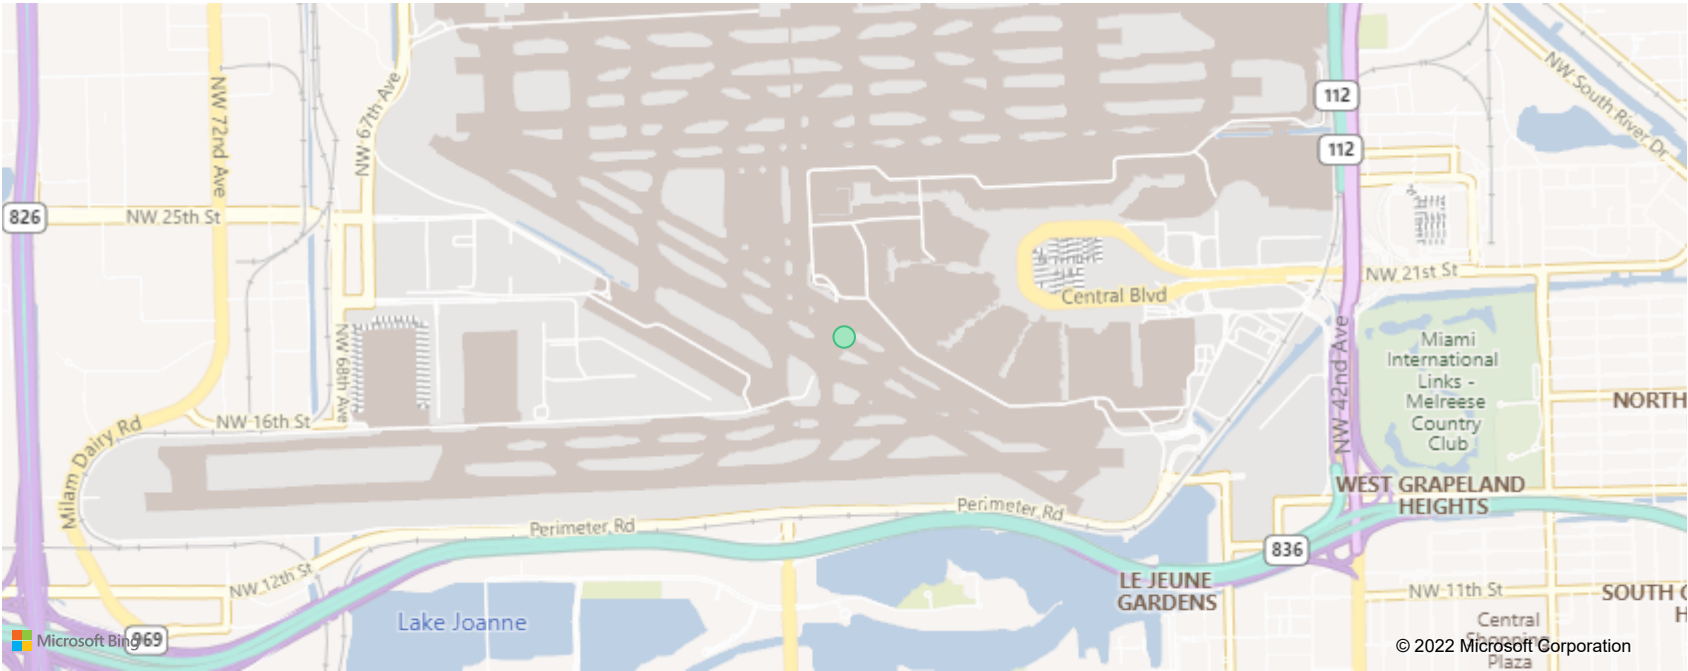 112
NW South River Dr
NW 67th Ave
NW 72nd Ave
112
826
NW 25th St
NW 21st St
Central Blvd
NW 42nd Ave
Miami
International
Links -
Melreese
Country
Club
NW 68th Ave
NORTH
NW 16th St
Milam Dairy Rd
WEST GRAPELAND
HEIGHTS
Perimeter Rd
Perimeter Rd
836
NW 12th St
LE JEUNE
GARDENS
NW 11th St
SOUTH
H
Lake Joanne
Central
Shopping
Plaza
969
Microsoft Bing
© 2022 Microsoft Corporation